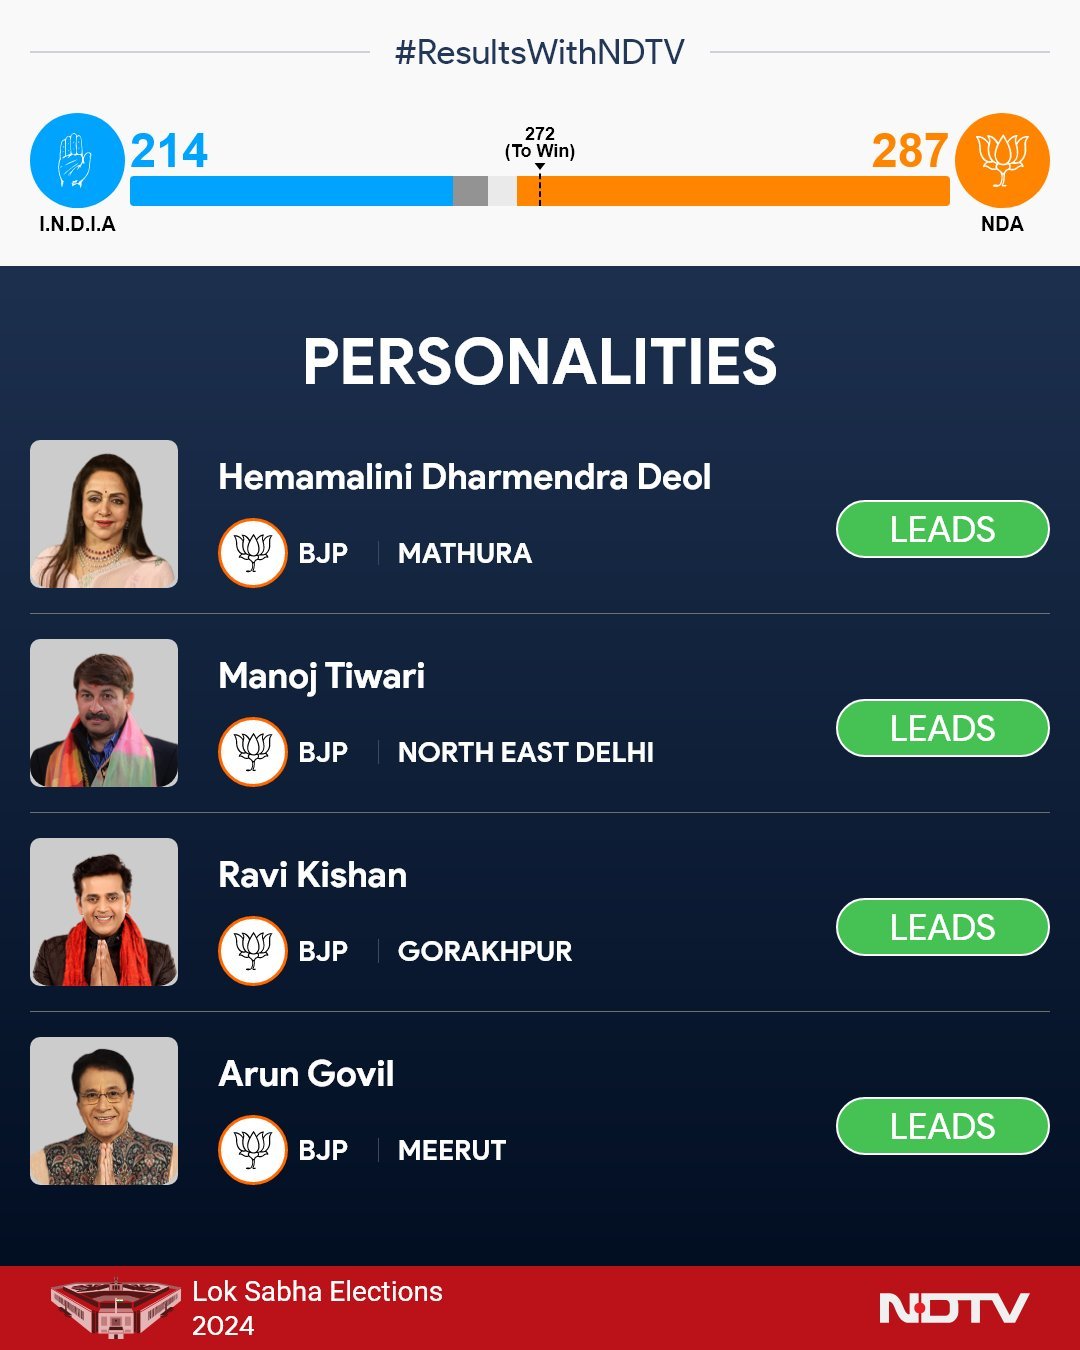 #ResultsWithNDTV
214
272
(To Win)
287
I.N.D.I.A
NDA
PERSONALITIES
Hemamalini Dharmendra Deol
BJP
MATHURA
LEADS
Manoj Tiwari
BJP
NORTH EAST DELHI
LEADS
Ravi Kishan
BJP
GORAKHPUR
LEADS
Arun Govil
BJP
MEERUT
LEADS
Lok Sabha Elections
2024
NDTV